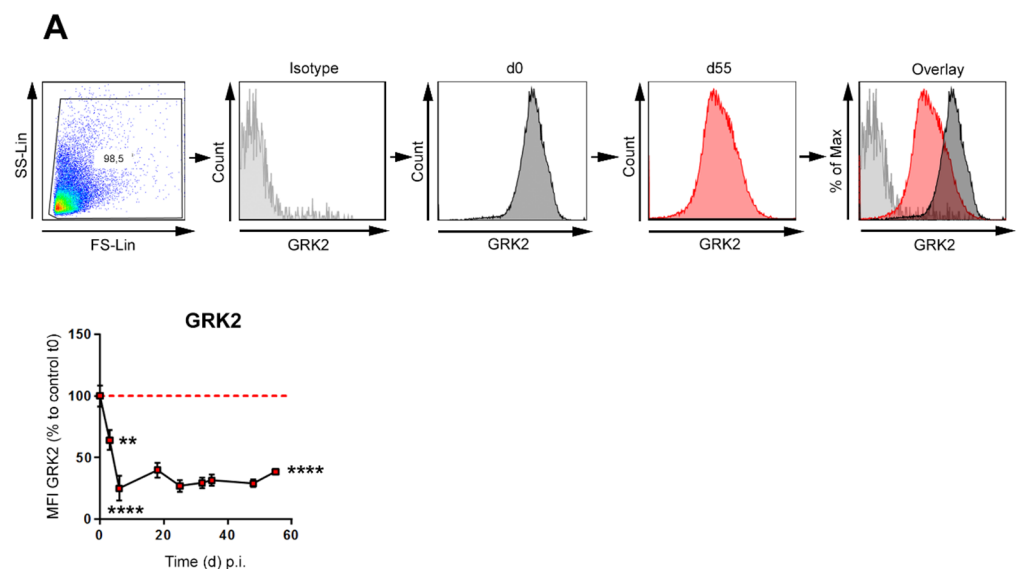 A
Isotype
d0
d55
Overlay
SS-Lin
98,5
FS-Lin
Count
GRK2
Count
GRK2
Count
GRK2
% of Max
GRK2
GRK2
MFI GRK2 (% to control t0)
150
100
50
0
**
****
****
0
20
40
60
Time (d) p.i.